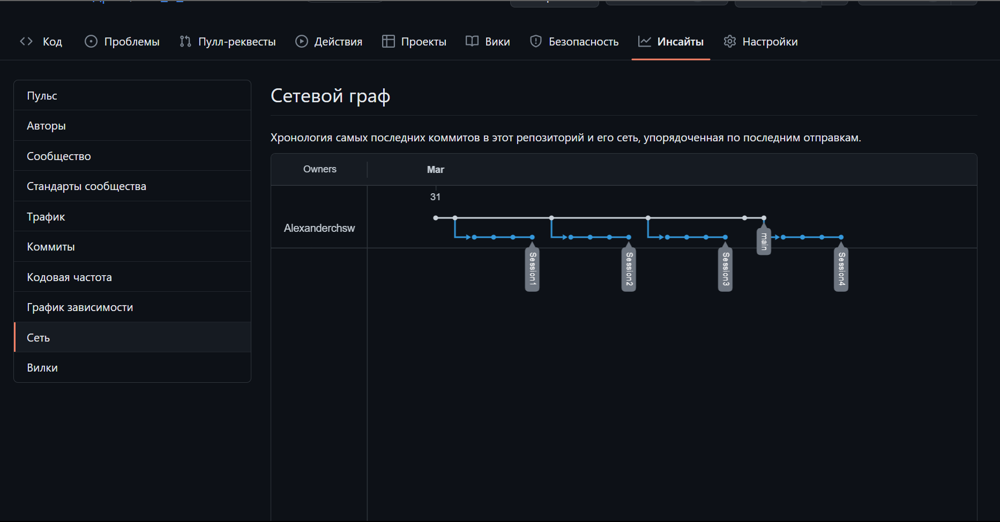 Код
Проблемы
Пулл-реквесты
Действия
Проекты
Вики
Безопасность
Инсайты
Настройки
Пульс
Авторы
Сообщество
Стандарты сообщества
Трафик
Коммиты
Кодовая частота
График зависимости
Сеть
Вилки
Сетевой граф
Хронология самых последних коммитов в этот репозиторий и его сеть, упорядоченная по последним отправкам.
Owners
Mar
31
Alexanderchsw
Session1
Session2
Session3
main
Session4